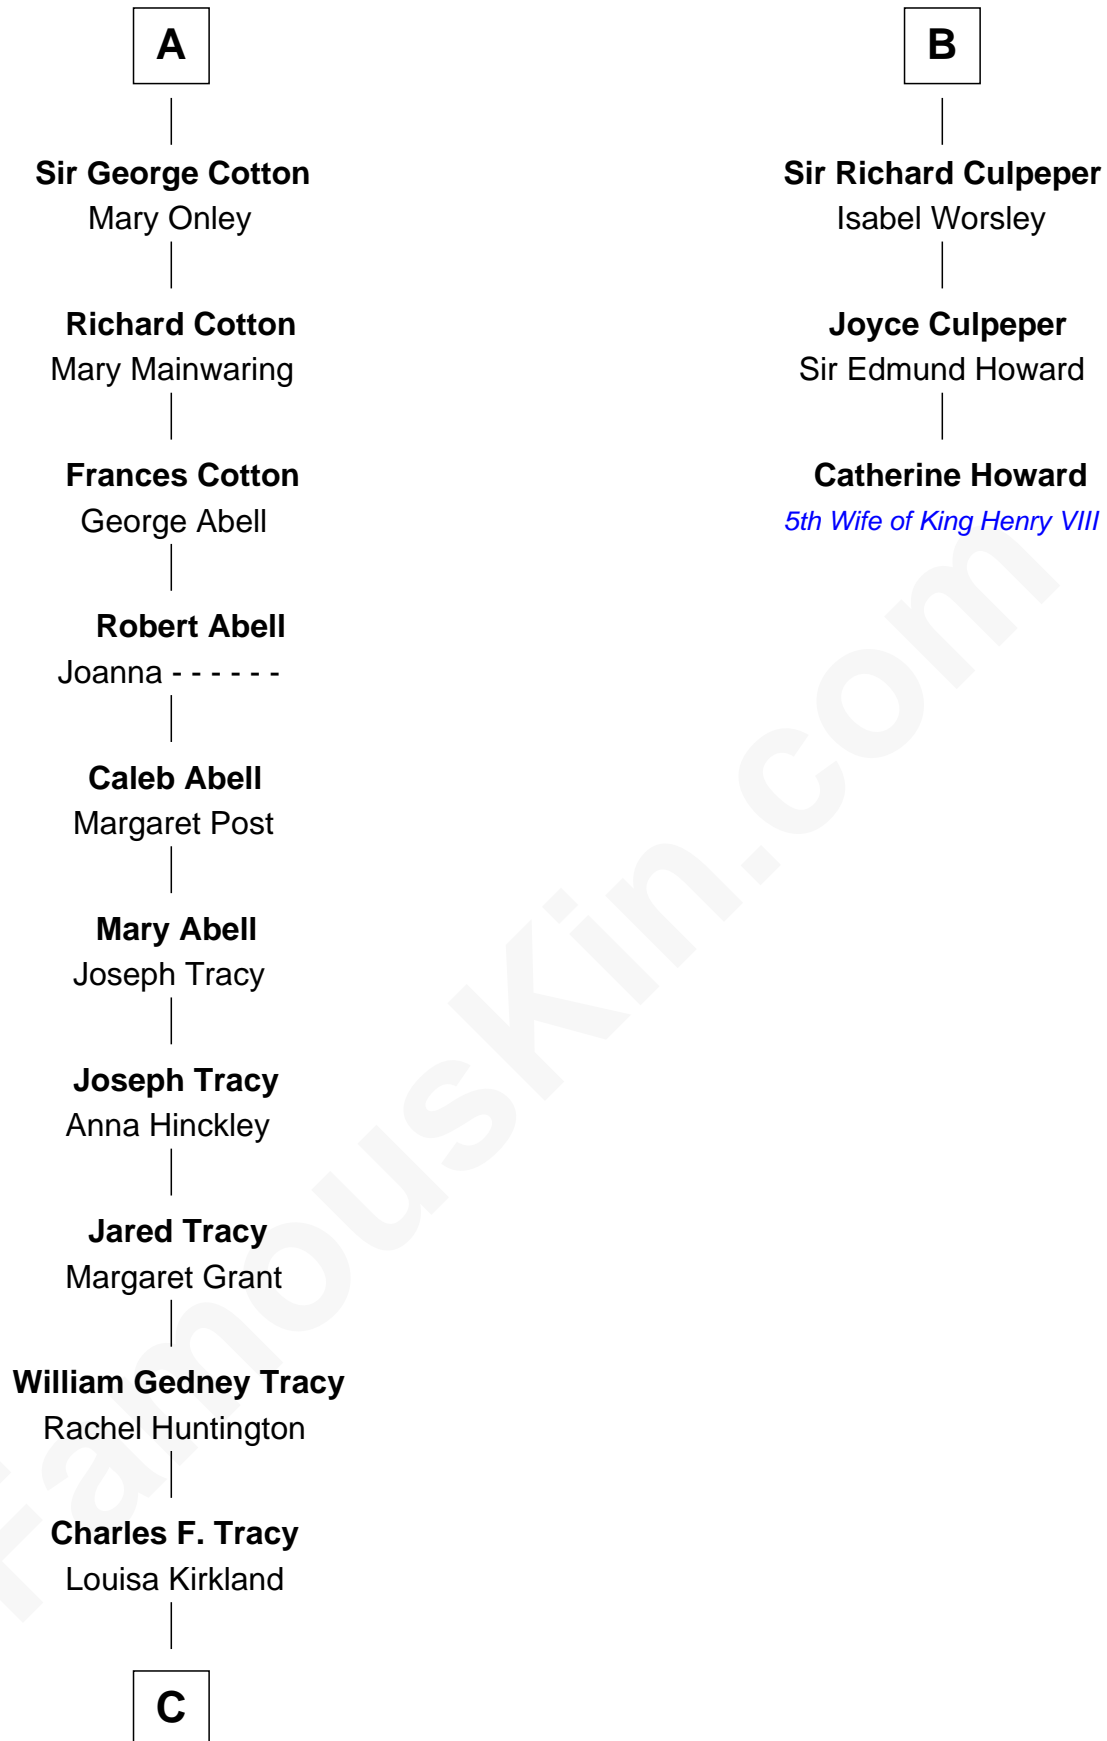 A
Sir George Cotton
Mary Onley
Richard Cotton
Mary Mainwaring
Frances Cotton
George Abell
Robert Abell
Joanna - - - - - -
Caleb Abell
Margaret Post
Mary Abell
Joseph Tracy
Joseph Tracy
Anna Hinckley
Jared Tracy
Margaret Grant
William Gedney Tracy
Rachel Huntington
Charles F. Tracy
Louisa Kirkland
C
B
Sir Richard Culpeper
Isabel Worsley
Joyce Culpeper
Sir Edmund Howard
Catherine Howard
5th Wife of King Henry VIII
FamousKin.com